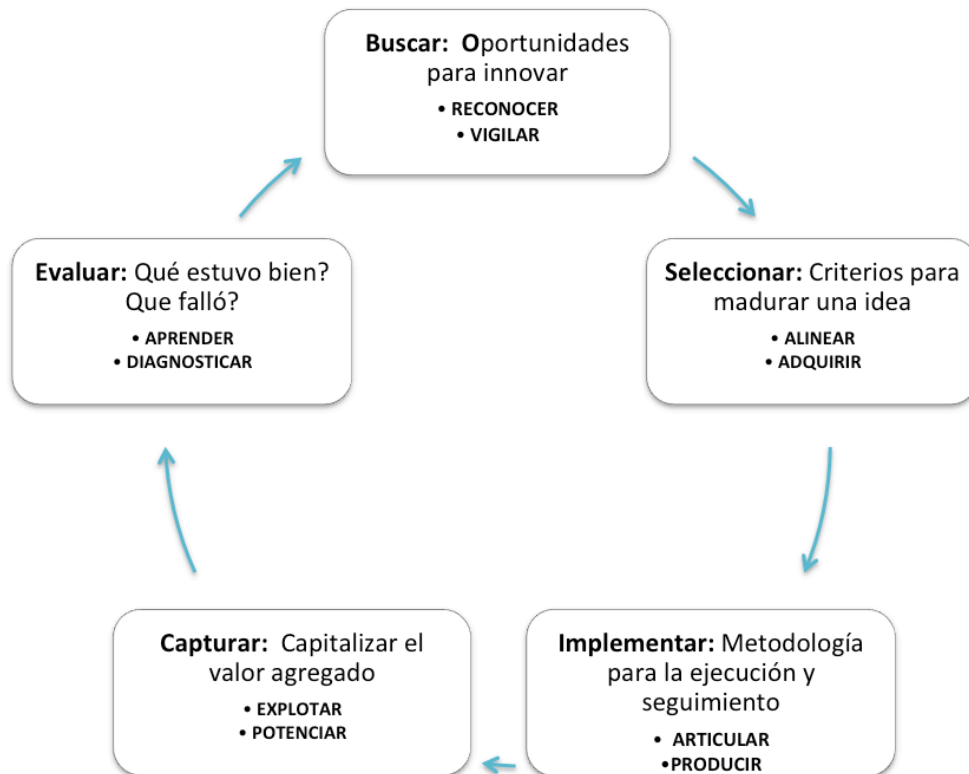 Buscar: Oportunidades
para innovar
• RECONOCER
• VIGILAR
Seleccionar: Criterios para
madurar una idea
• ALINEAR
• ADQUIRIR
Implementar: Metodología
para la ejecución y
seguimiento
• ARTICULAR
•PRODUCIR
Capturar: Capitalizar el
valor agregado
• EXPLOTAR
• POTENCIAR
Evaluar: Qué estuvo bien?
Que falló?
• APRENDER
• DIAGNOSTICAR